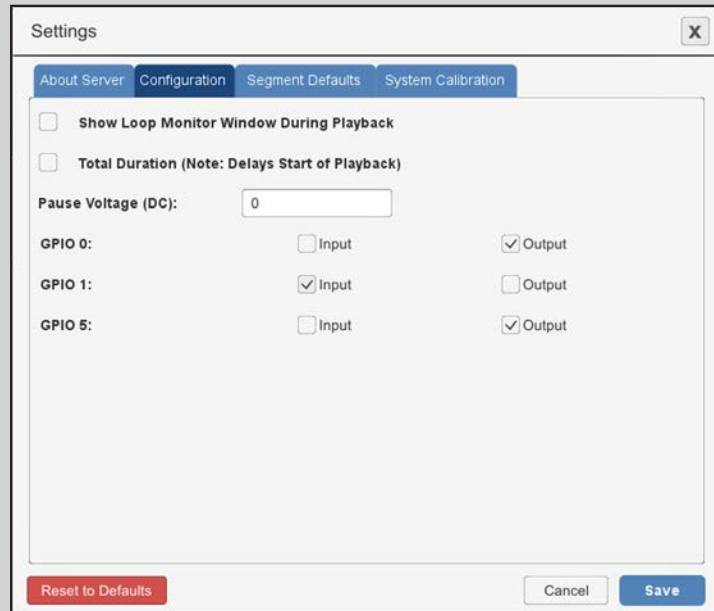 Settings
X
About Server Configuration Segment Defaults System Calibration
Show Loop Monitor Window During Playback
Total Duration (Note: Delays Start of Playback)
Pause Voltage (DC): 0
GPIO 0: Input Output
GPIO 1: Input Output
GPIO 5: Input Output
Reset to Defaults Cancel Save